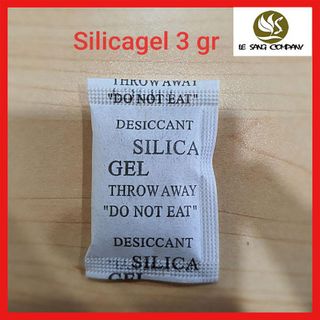 Silicagel 3 gr
LE SANG COMPANY
THROW AWAY
"DO NOT EAT"
DESICCANT
SILICA
GEL
THROW AWAY
"DO NOT EAT"
DESICCANT
SILICA
GEL